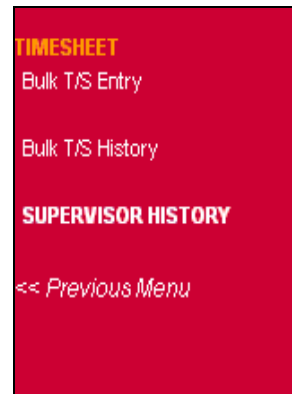 TIMESHEET
Bulk T/S Entry
Bulk T/S History
SUPERVISOR HISTORY
<< Previous Menu